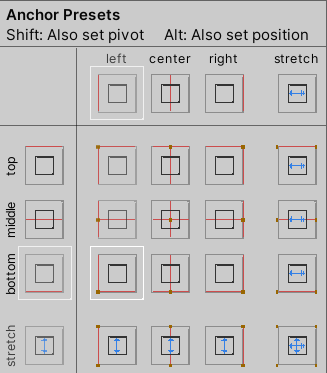 Anchor Presets
Shift: Also set pivot Alt: Also set position
left center right stretch
top
middle
bottom
stretch